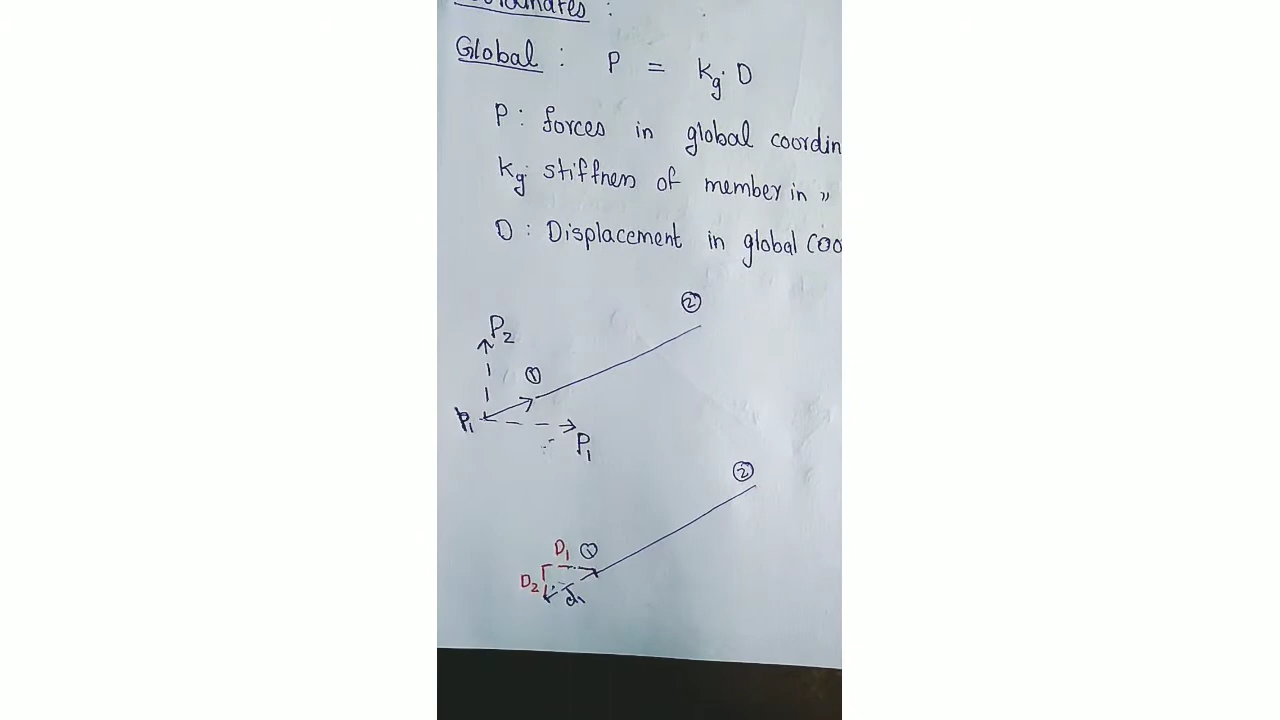 Global : P = Kg. D
P : forces in global coordin
Kg: stiffness of member in "
D : Displacement in global coo
②
P2
①
P1
P1
②
D1 ①
D2
d1